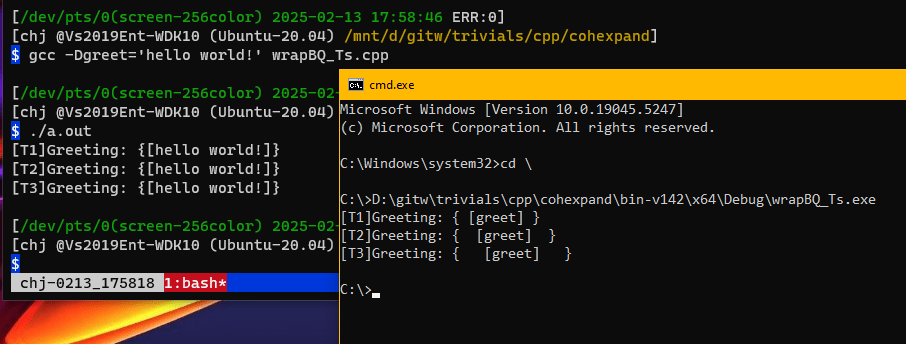 [/dev/pts/0(screen-256color) 2025-02-13 17:58:46 ERR:0]
[chj @Vs2019Ent-WDK10 (Ubuntu-20.04) /mnt/d/gitw/trivials/cpp/cohexpand]
$ gcc -Dgreet='hello world!' wrapBQ_Ts.cpp
[/dev/pts/0(screen-256color) 2025-02-
[chj @Vs2019Ent-WDK10 (Ubuntu-20.04)
$ ./a.out
[T1]Greeting: {[hello world!]}
[T2]Greeting: {[hello world!]}
[T3]Greeting: {[hello world!]}
[/dev/pts/0(screen-256color) 2025-02-
[chj @Vs2019Ent-WDK10 (Ubuntu-20.04)
$
chj-0213_175818 1:bash*
cmd.exe
Microsoft Windows [Version 10.0.19045.5247]
(c) Microsoft Corporation. All rights reserved.
C:\Windows\system32>cd \
C:\>D:\gitw\trivials\cpp\cohexpand\bin-v142\x64\Debug\wrapBQ_Ts.exe
[T1]Greeting: { [greet] }
[T2]Greeting: {  [greet]  }
[T3]Greeting: {   [greet]   }
C:\>